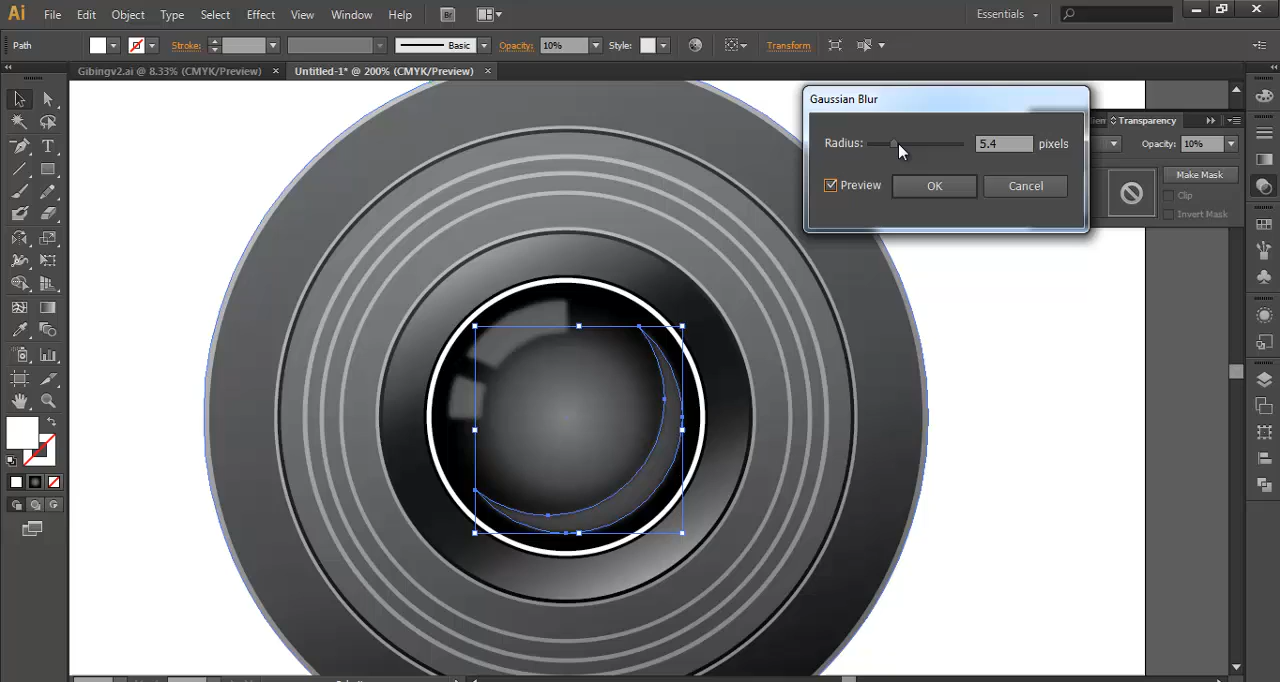 Ai File Edit Object Type Select Effect View Window Help Br Essentials
Path Stroke: Basic Opacity: 10% Style: Transform
Gibingv2.ai @ 8.33% (CMYK/Preview) × Untitled-1* @ 200% (CMYK/Preview) ×
Gaussian Blur
Radius: 5.4 pixels
Preview OK Cancel
Transparency
Opacity: 10%
Make Mask
Clip
Invert Mask